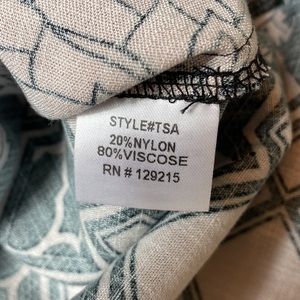 STYLE#TSA
20%NYLON
80%VISCOSE
RN # 129215